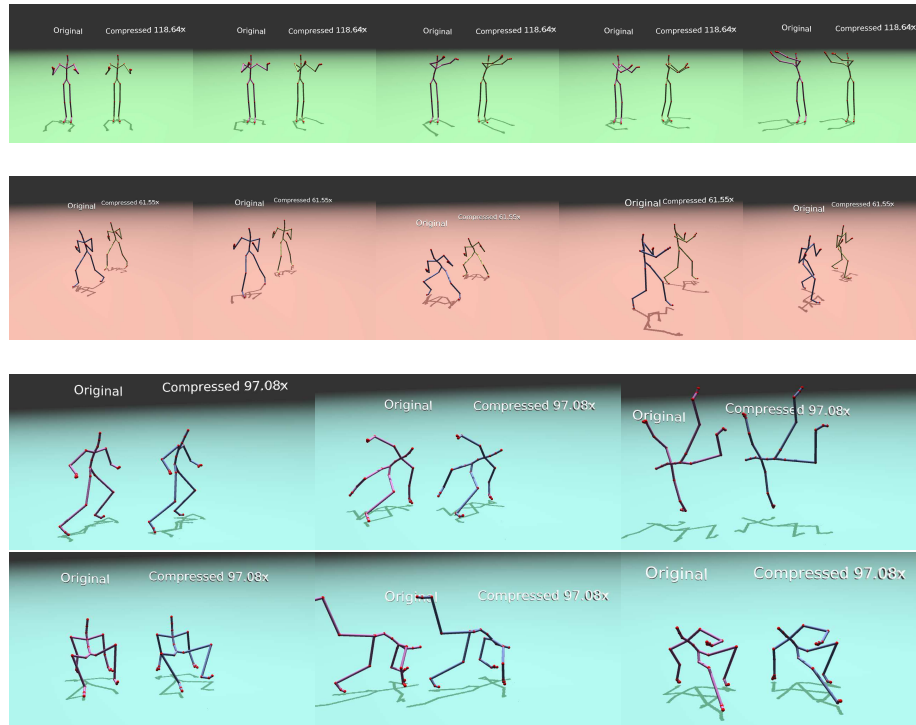 Original Compressed 118.64x Original Compressed 118.64x Original Compressed 118.64x Original Compressed 118.64x Original Compressed 118.64x
Original Compressed 61.55x Original Compressed 61.55x Original Compressed 61.55x Original Compressed 61.55x Original Compressed 61.55x
Original Compressed 97.08x Original Compressed 97.08x Original Compressed 97.08x
Original Compressed 97.08x Original Compressed 97.08x Original Compressed 97.08x